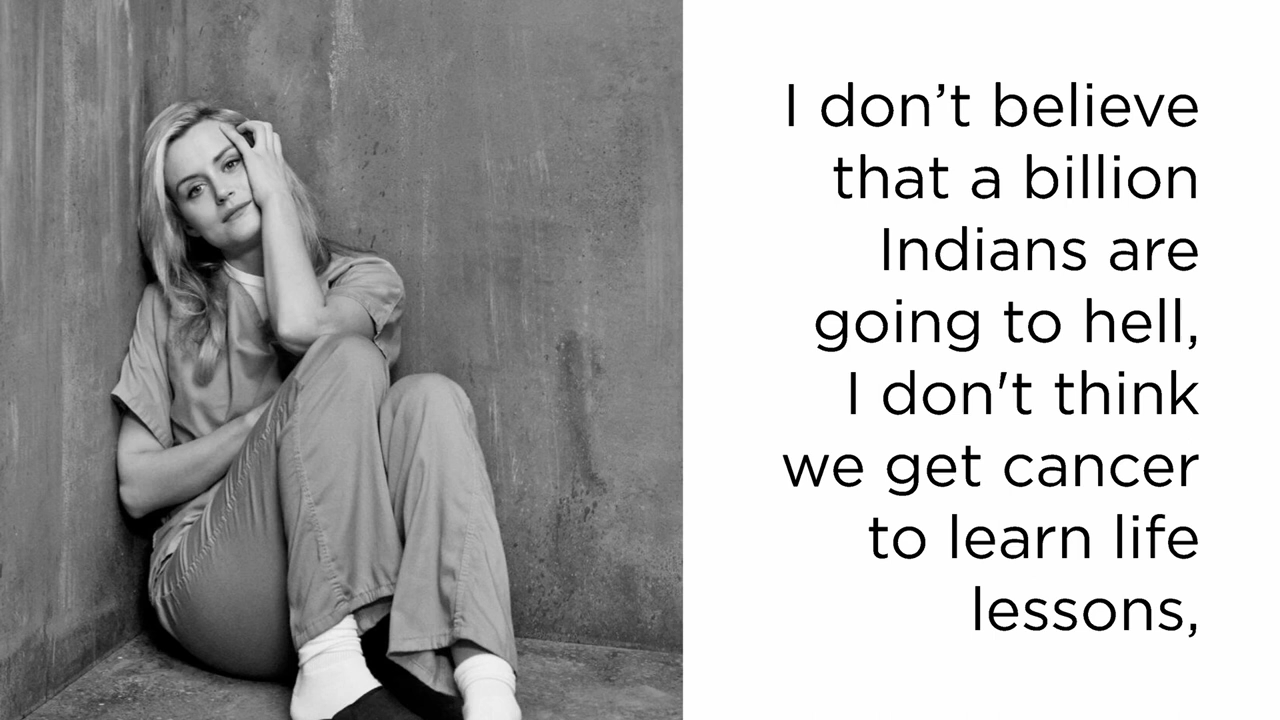 I don’t believe
that a billion
Indians are
going to hell,
I don't think
we get cancer
to learn life
lessons,